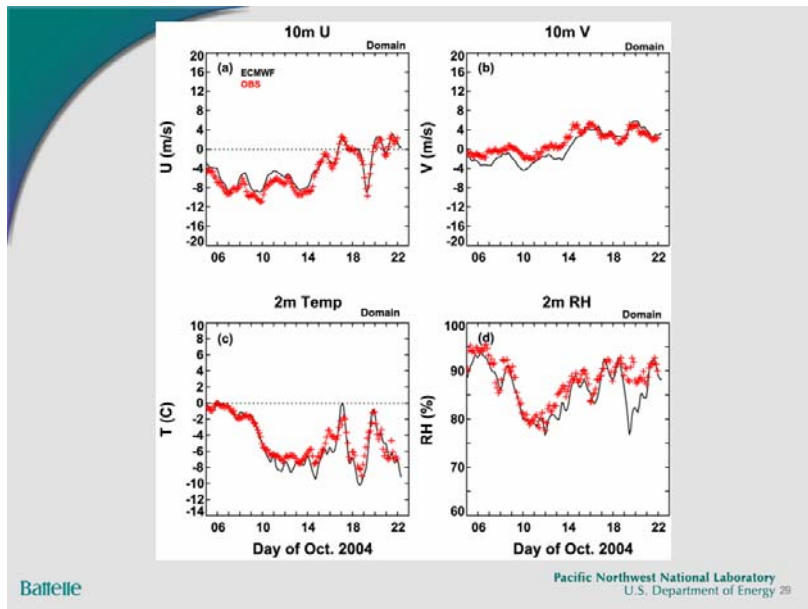 10m U
Domain
(a)
ECMWF
OBS
U (m/s)
20
16
12
8
4
0
-4
-8
-12
-16
-20
06 10 14 18 22
10m V
Domain
(b)
V (m/s)
20
16
12
8
4
0
-4
-8
-12
-16
-20
06 10 14 18 22
2m Temp
Domain
(c)
T (C)
10
8
6
4
2
0
-2
-4
-6
-8
-10
-12
-14
06 10 14 18 22
Day of Oct. 2004
2m RH
Domain
(d)
RH (%)
100
90
80
70
60
06 10 14 18 22
Day of Oct. 2004
Battelle
Pacific Northwest National Laboratory
U.S. Department of Energy 29